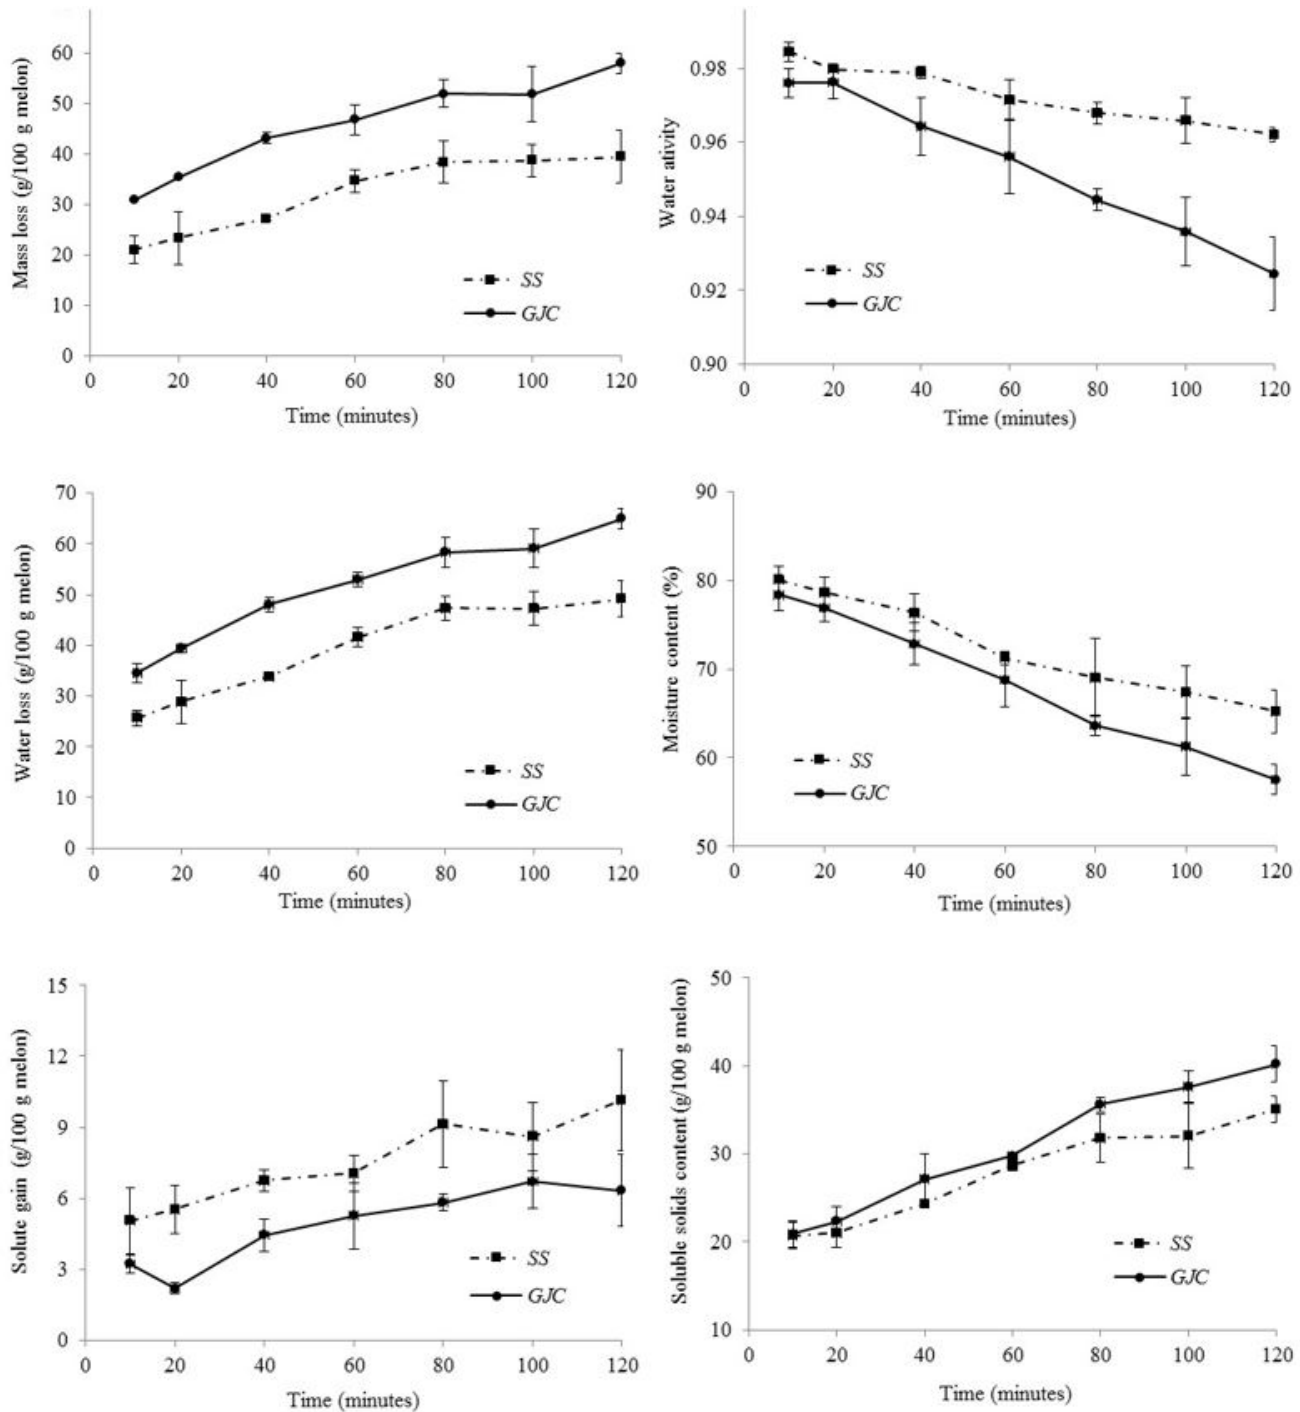 Mass loss (g/100 g melon)
60
50
40
30
20
10
0
0 20 40 60 80 100 120
Time (minutes)
SS
GJC
Water ativity
0.98
0.96
0.94
0.92
0.90
0 20 40 60 80 100 120
Time (minutes)
SS
GJC
Water loss (g/100 g melon)
70
60
50
40
30
20
10
0
0 20 40 60 80 100 120
Time (minutes)
SS
GJC
Moisture content (%)
90
80
70
60
50
0 20 40 60 80 100 120
Time (minutes)
SS
GJC
Solute gain (g/100 g melon)
15
12
9
6
3
0
0 20 40 60 80 100 120
Time (minutes)
SS
GJC
Soluble solids content (g/100 g melon)
50
40
30
20
10
0 20 40 60 80 100 120
Time (minutes)
SS
GJC